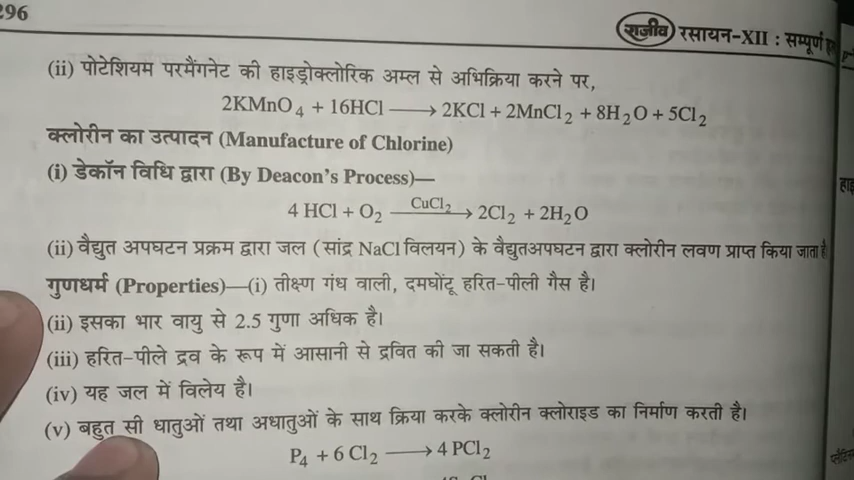 296
राजीव रसायन-XII : सम्पूर्ण
(ii) पोटेशियम परमैंगनेट की हाइड्रोक्लोरिक अम्ल से अभिक्रिया करने पर,
2KMnO₄ + 16HCl ⟶ 2KCl + 2MnCl₂ + 8H₂O + 5Cl₂
क्लोरीन का उत्पादन (Manufacture of Chlorine)
(i) डेकॉन विधि द्वारा (By Deacon's Process)—
CuCl₂
4 HCl + O₂ ⟶ 2Cl₂ + 2H₂O
(ii) वैद्युत अपघटन प्रक्रम द्वारा जल (सांद्र NaCl विलयन) के वैद्युतअपघटन द्वारा क्लोरीन लवण प्राप्त किया जाता है
गुणधर्म (Properties)—(i) तीक्ष्ण गंध वाली, दमघोंटू हरित-पीली गैस है।
(ii) इसका भार वायु से 2.5 गुणा अधिक है।
(iii) हरित-पीले द्रव के रूप में आसानी से द्रवित की जा सकती है।
(iv) यह जल में विलेय है।
(v) बहुत सी धातुओं तथा अधातुओं के साथ क्रिया करके क्लोरीन क्लोराइड का निर्माण करती है।
P₄ + 6 Cl₂ ⟶ 4 PCl₂